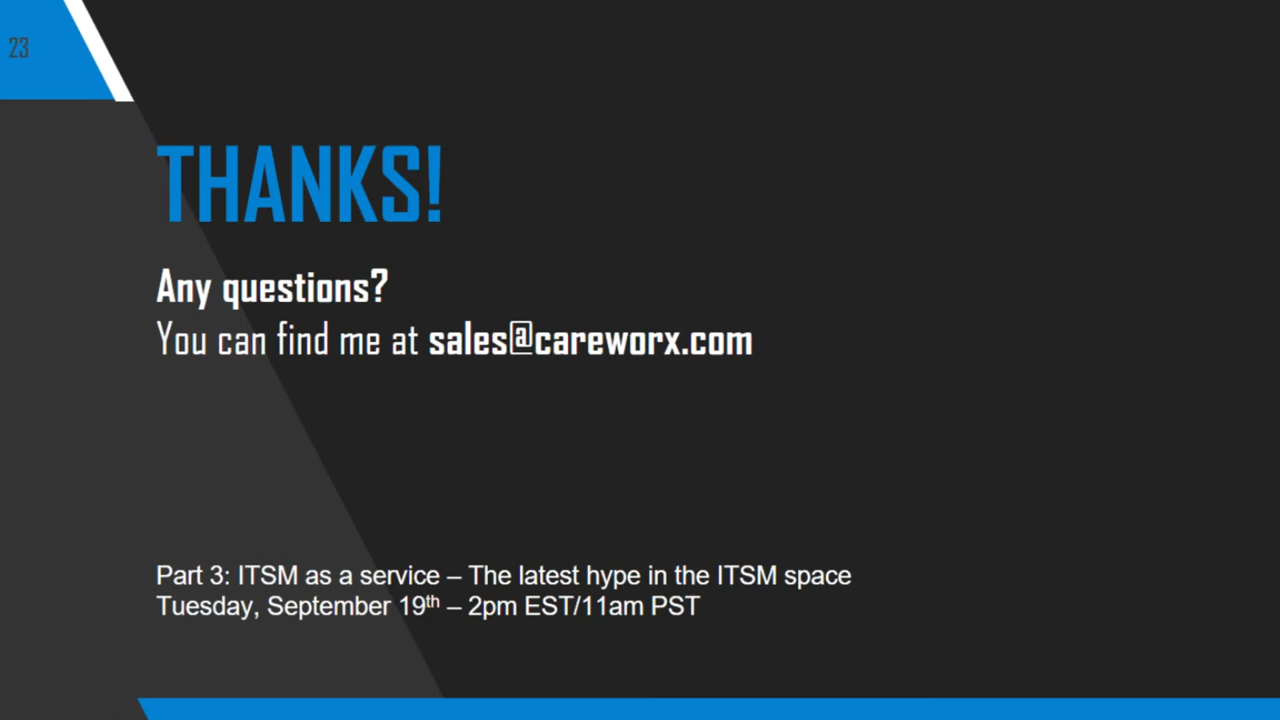 23
THANKS!
Any questions?
You can find me at sales@careworx.com
Part 3: ITSM as a service – The latest hype in the ITSM space
Tuesday, September 19th – 2pm EST/11am PST